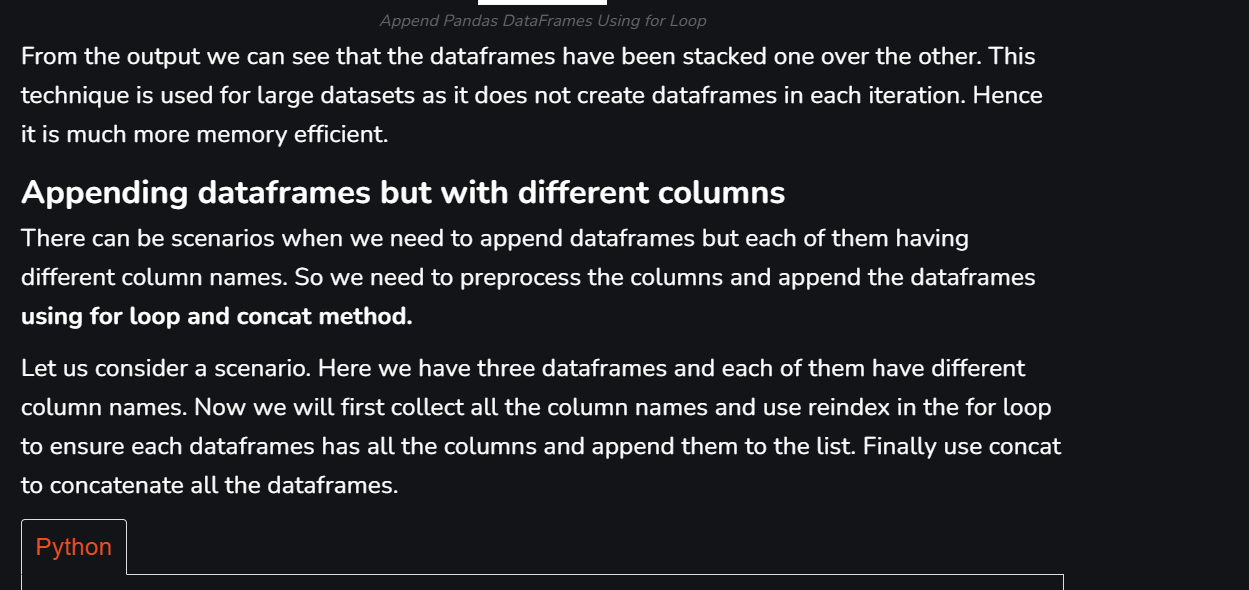 Append Pandas DataFrames Using for Loop
From the output we can see that the dataframes have been stacked one over the other. This
technique is used for large datasets as it does not create dataframes in each iteration. Hence
it is much more memory efficient.
Appending dataframes but with different columns
There can be scenarios when we need to append dataframes but each of them having
different column names. So we need to preprocess the columns and append the dataframes
using for loop and concat method.
Let us consider a scenario. Here we have three dataframes and each of them have different
column names. Now we will first collect all the column names and use reindex in the for loop
to ensure each dataframes has all the columns and append them to the list. Finally use concat
to concatenate all the dataframes.
Python